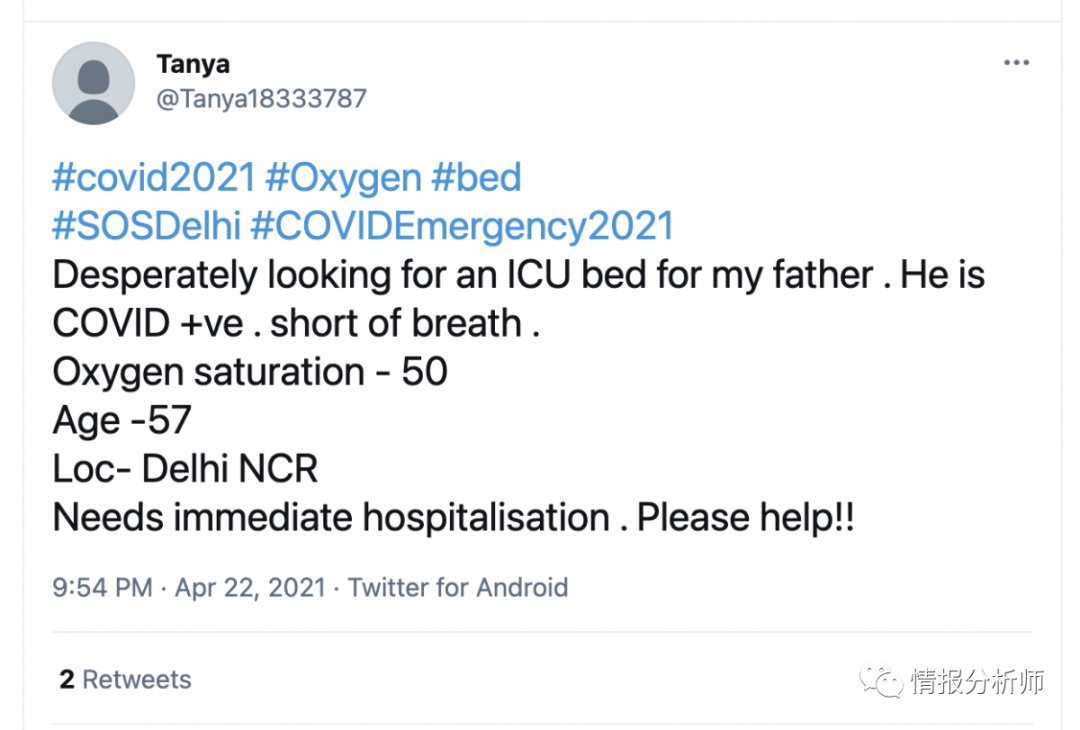 Tanya
@Tanya18333787
#covid2021 #Oxygen #bed
#SOSDelhi #COVIDEmergency2021
Desperately looking for an ICU bed for my father . He is
COVID +ve . short of breath .
Oxygen saturation - 50
Age -57
Loc- Delhi NCR
Needs immediate hospitalisation . Please help!!
9:54 PM · Apr 22, 2021 · Twitter for Android
2 Retweets
情报分析师